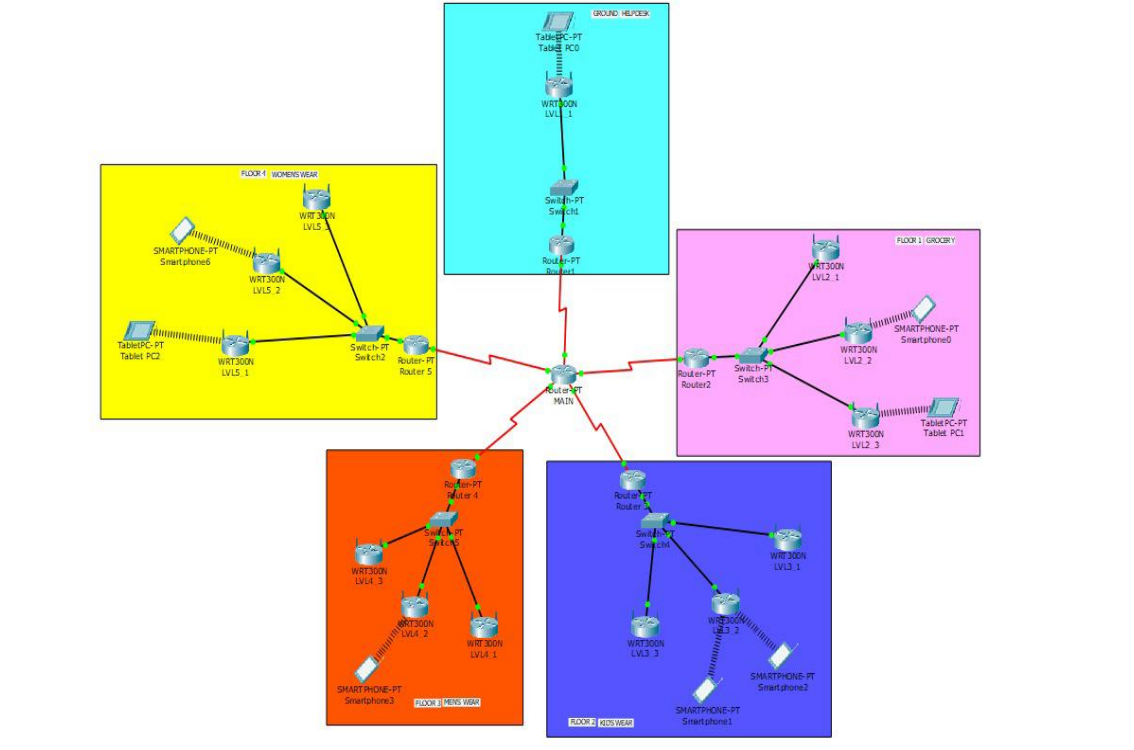 GROUND HELPDESK
TabletPC-PT
Tablet PC0
WRT300N
LVL1_1
Switch-PT
Switch1
Router-PT
Router1
FLOOR 4 WOMENS WEAR
WRT300N
LVL5_3
SMARTPHONE-PT
Smartphone6
WRT300N
LVL5_2
TabletPC-PT
Tablet PC2
WRT300N
LVL5_1
Switch-PT
Switch2
Router-PT
Router 5
Router-PT
MAIN
FLOOR 1 GROCERY
WRT300N
LVL2_1
SMARTPHONE-PT
Smartphone0
WRT300N
LVL2_2
Router-PT
Router2
Switch-PT
Switch3
WRT300N
LVL2_3
TabletPC-PT
Tablet PC1
Router-PT
Router 4
Switch-PT
Switch5
WRT300N
LVL4_3
WRT300N
LVL4_2
WRT300N
LVL4_1
SMARTPHONE-PT
Smartphone3
FLOOR 3 MENS WEAR
Router-PT
Router 3
Switch-PT
Switch4
WRT300N
LVL3_1
WRT300N
LVL3_2
WRT300N
LVL3_3
SMARTPHONE-PT
Smartphone2
SMARTPHONE-PT
Smartphone1
FLOOR 2 KIDS WEAR